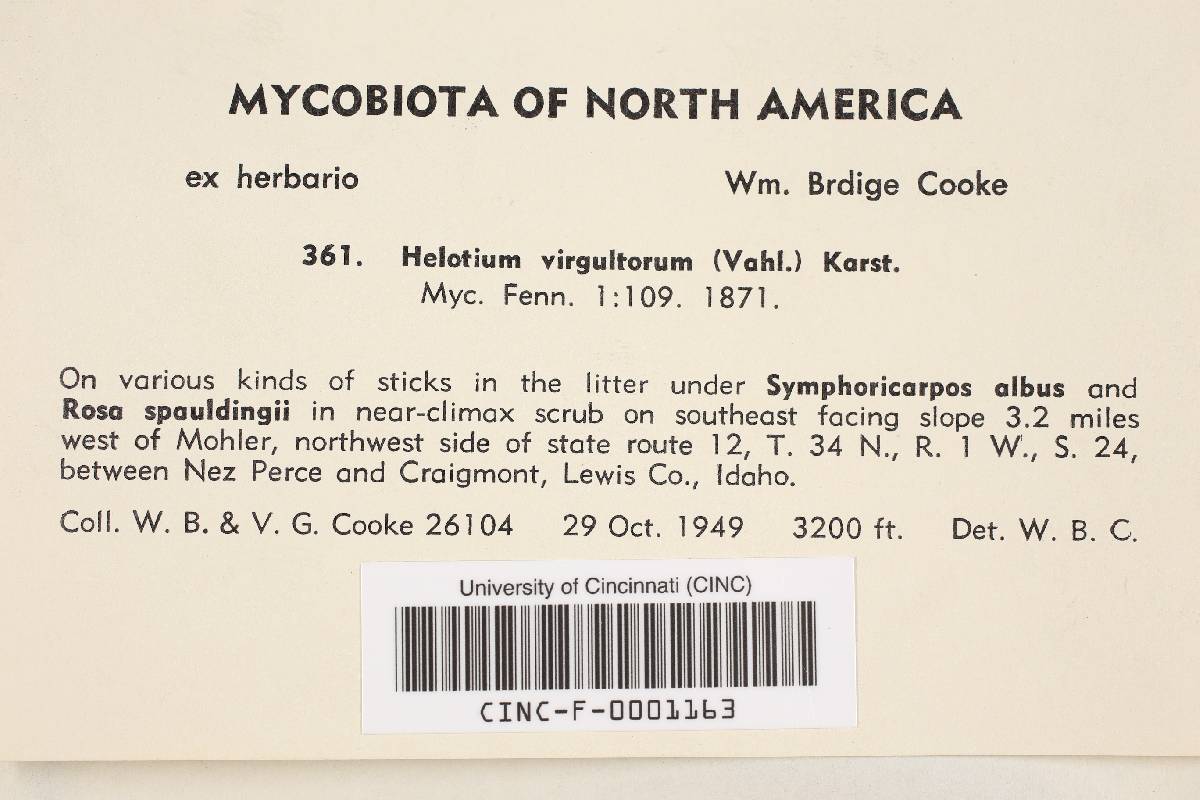 MYCOBIOTA OF NORTH AMERICA
ex herbario Wm. Brdige Cooke
361. Helotium virgultorum (Vahl.) Karst.
Myc. Fenn. 1:109. 1871.
On various kinds of sticks in the litter under Symphoricarpos albus and
Rosa spauldingii in near-climax scrub on southeast facing slope 3.2 miles
west of Mohler, northwest side of state route 12, T. 34 N., R. 1 W., S. 24,
between Nez Perce and Craigmont, Lewis Co., Idaho.
Coll. W. B. & V. G. Cooke 26104 29 Oct. 1949 3200 ft. Det. W. B. C.
University of Cincinnati (CINC)
CINC-F-0001163